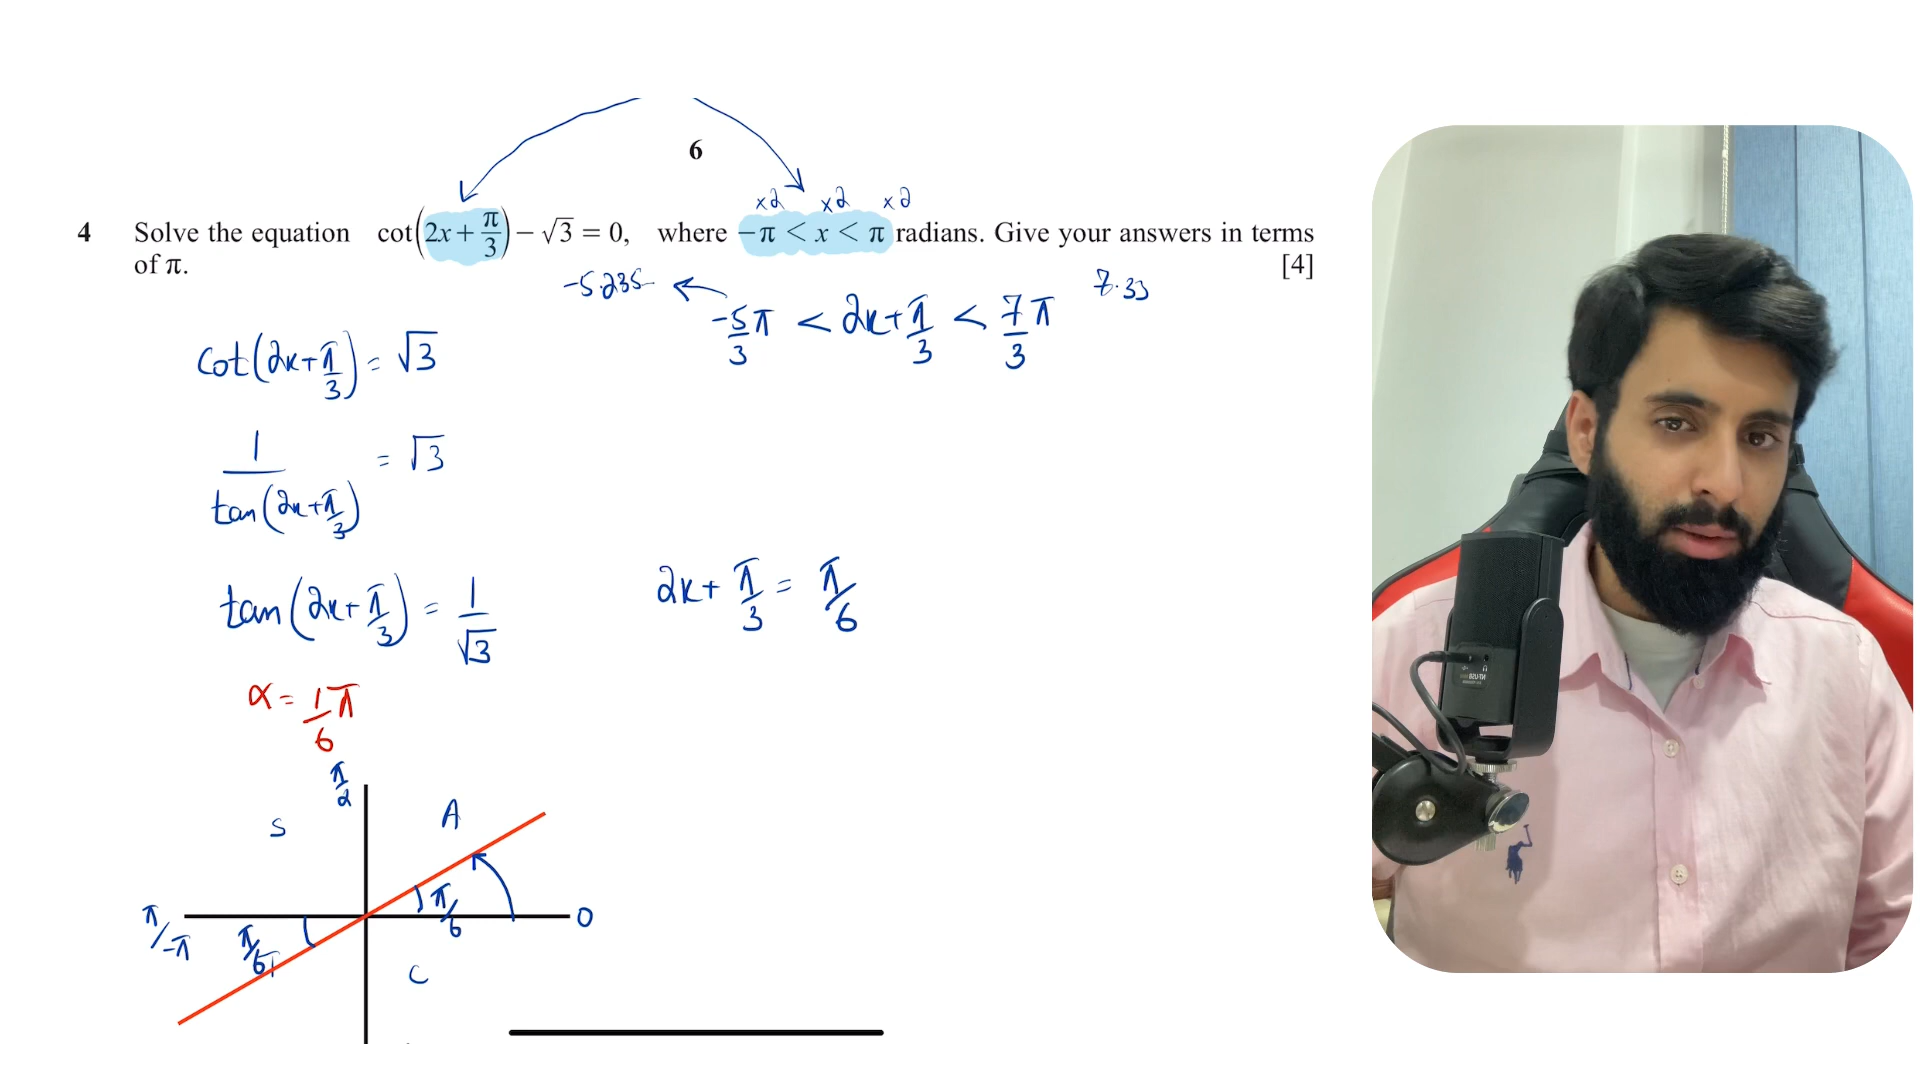 6
×2 ×2 ×2
4 Solve the equation cot(2x + π/3) − √3 = 0, where −π < x < π radians. Give your answers in terms
of π. [4]
-5.235 7.33
-5/3 π < 2x+π/3 < 7/3 π
cot(2x+π/3) = √3
1/tan(2x+π/3) = √3
tan(2x+π/3) = 1/√3
2x+π/3 = π/6
α = 1/6 π
π/2
S A
π/-π π/6 π/6 0
C